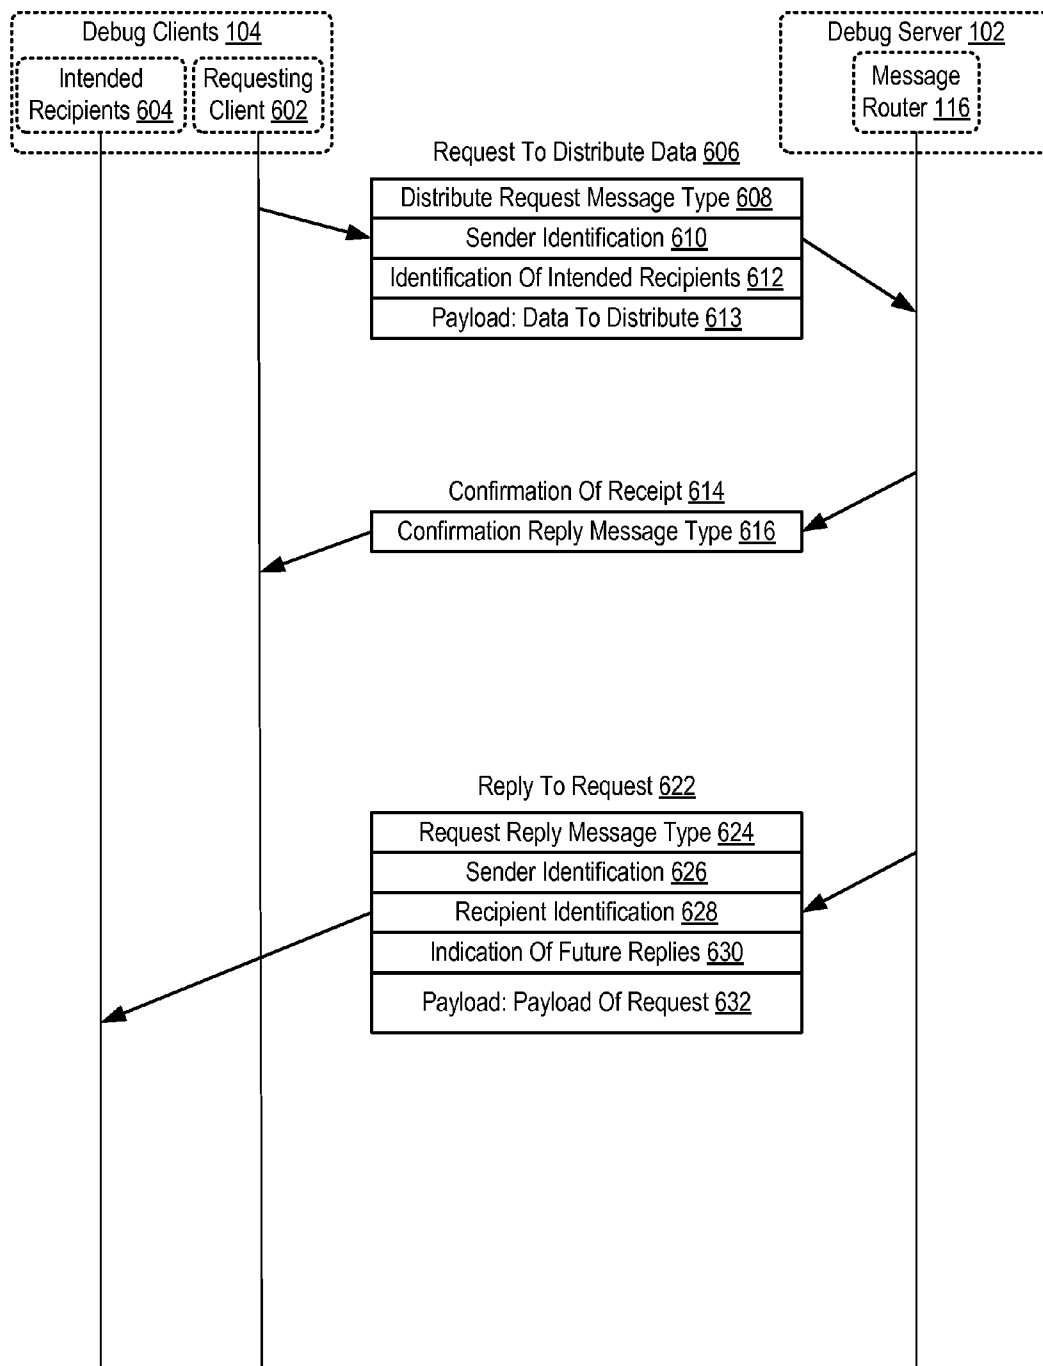 Debug Clients 104
Intended
Recipients 604
Requesting
Client 602
Debug Server 102
Message
Router 116
Request To Distribute Data 606
Distribute Request Message Type 608
Sender Identification 610
Identification Of Intended Recipients 612
Payload: Data To Distribute 613
Confirmation Of Receipt 614
Confirmation Reply Message Type 616
Reply To Request 622
Request Reply Message Type 624
Sender Identification 626
Recipient Identification 628
Indication Of Future Replies 630
Payload: Payload Of Request 632